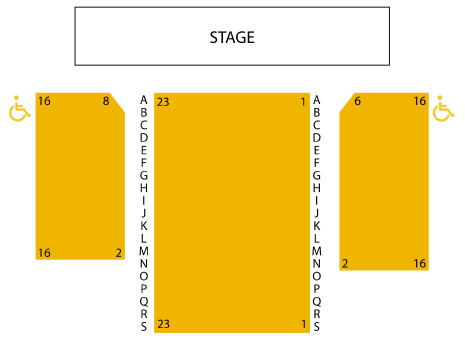 STAGE
16 8 A 23 1 A 6 16
B B
C C
D D
E E
F F
G G
H H
I I
J J
K K
L L
16 2 M M
N N 2 16
O O
P P
Q Q
R R
S 23 1 S